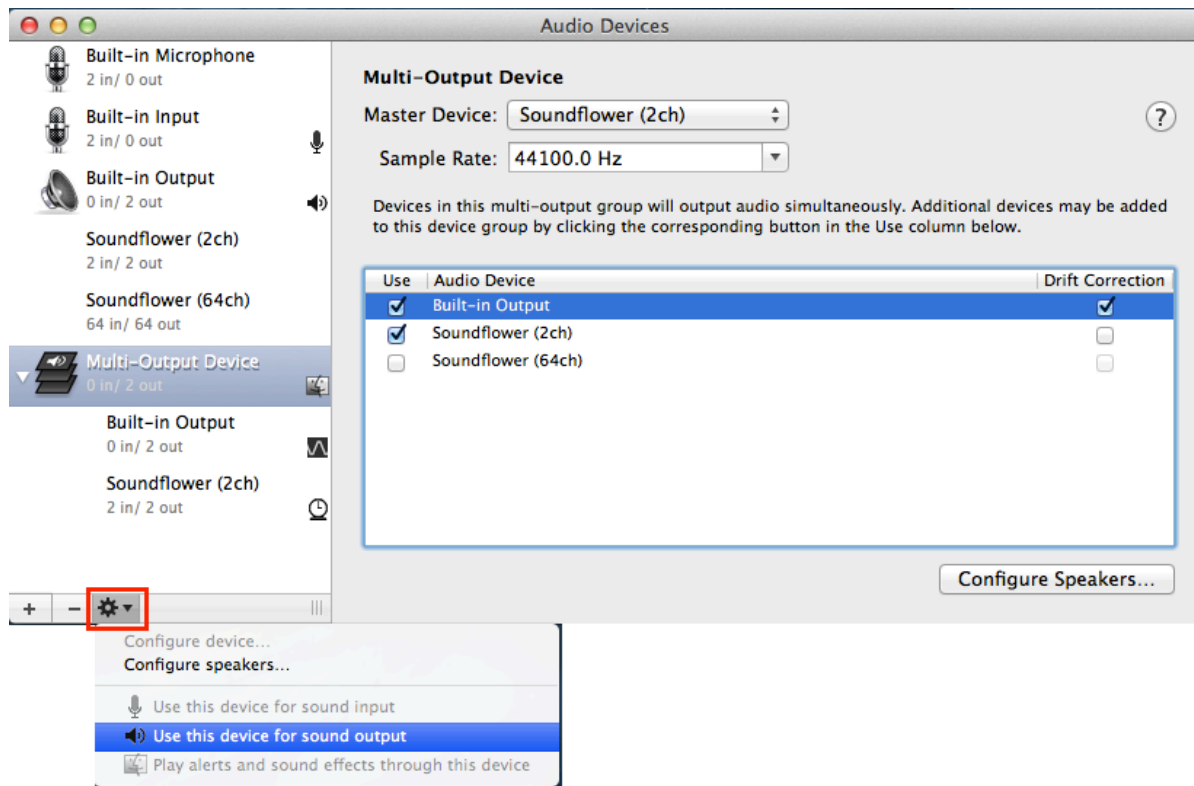 Audio Devices
Built-in Microphone
2 in/ 0 out
Built-in Input
2 in/ 0 out
Built-in Output
0 in/ 2 out
Soundflower (2ch)
2 in/ 2 out
Soundflower (64ch)
64 in/ 64 out
Multi-Output Device
0 in/ 2 out
Built-in Output
0 in/ 2 out
Soundflower (2ch)
2 in/ 2 out
+ −
Multi-Output Device
Master Device: Soundflower (2ch)
?
Sample Rate: 44100.0 Hz
Devices in this multi-output group will output audio simultaneously. Additional devices may be added
to this device group by clicking the corresponding button in the Use column below.
Use Audio Device Drift Correction
Built-in Output
Soundflower (2ch)
Soundflower (64ch)
Configure Speakers...
Configure device...
Configure speakers...
Use this device for sound input
Use this device for sound output
Play alerts and sound effects through this device